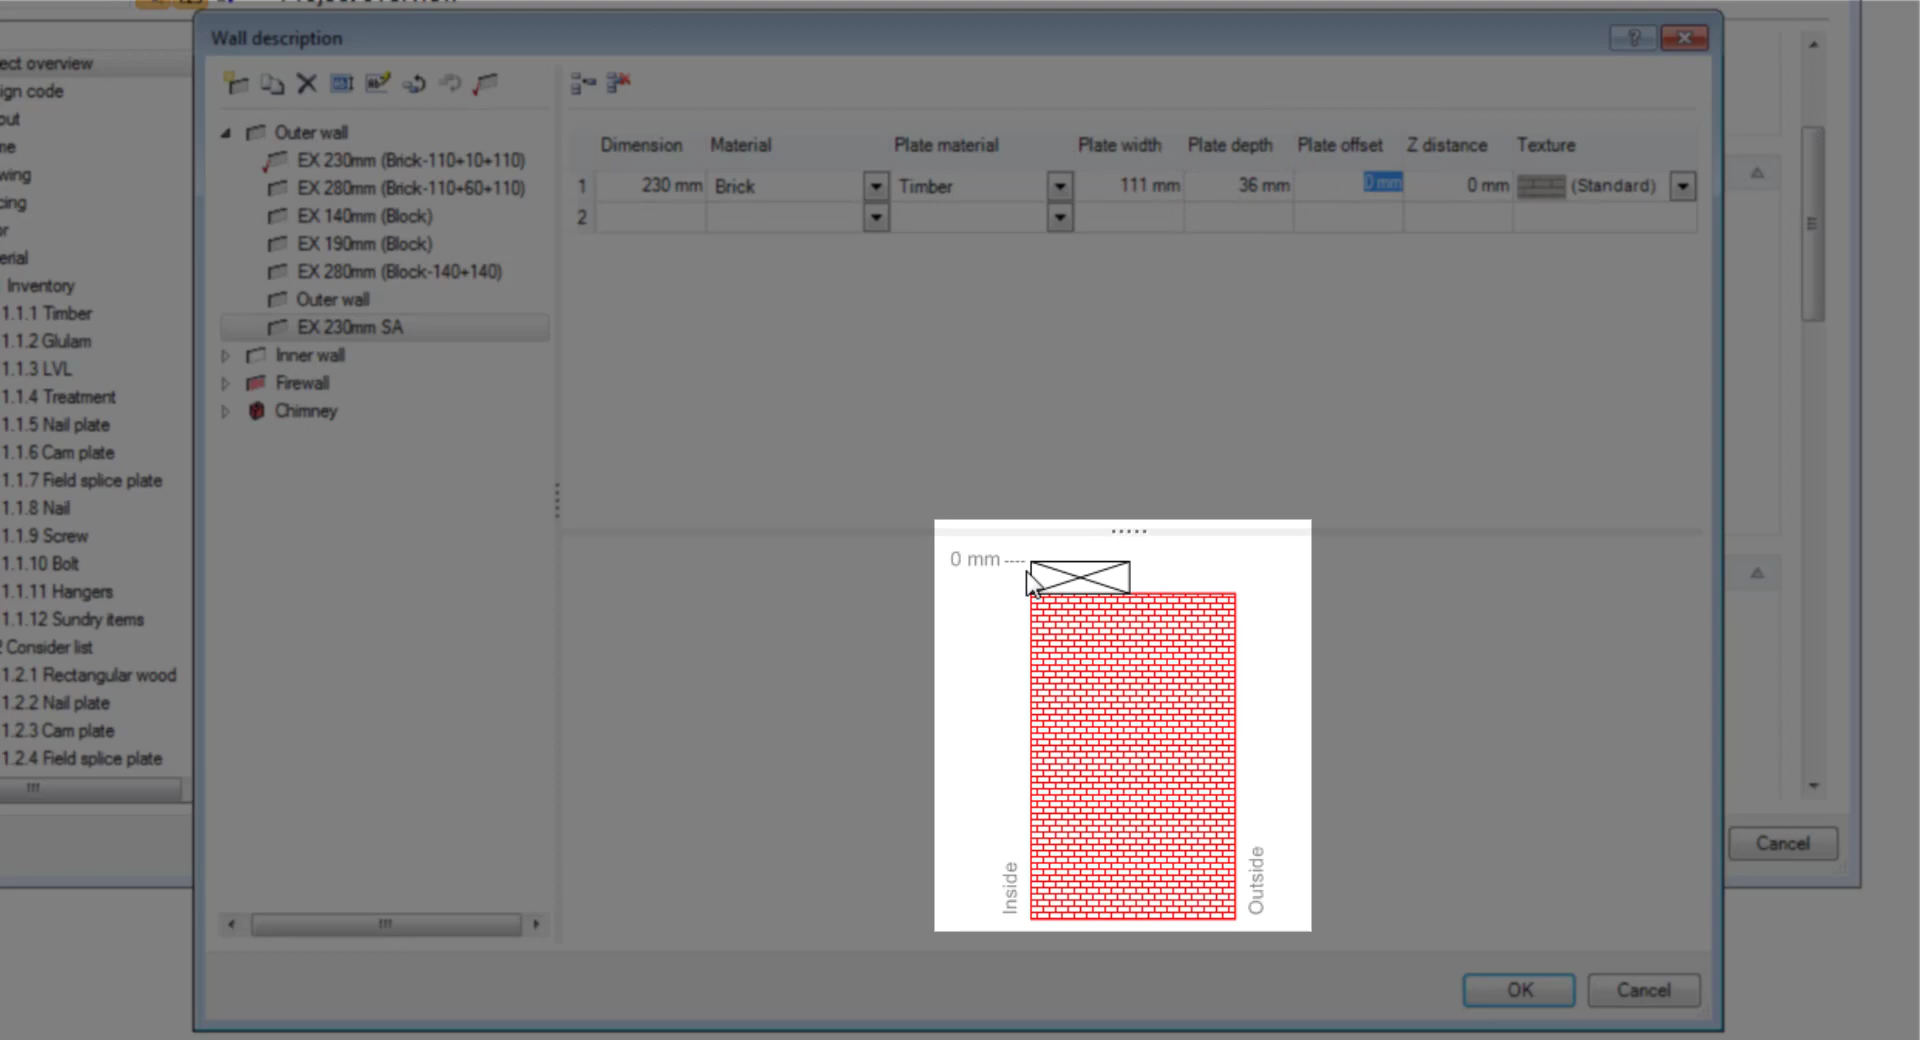 Project overview
Wall description
ect overview
ign code
out
me
wing
cing
or
erial
Inventory
1.1.1 Timber
1.1.2 Glulam
1.1.3 LVL
1.1.4 Treatment
1.1.5 Nail plate
1.1.6 Cam plate
1.1.7 Field splice plate
1.1.8 Nail
1.1.9 Screw
1.1.10 Bolt
1.1.11 Hangers
1.1.12 Sundry items
2 Consider list
1.2.1 Rectangular wood
1.2.2 Nail plate
1.2.3 Cam plate
1.2.4 Field splice plate
Outer wall
EX 230mm (Brick-110+10+110)
EX 280mm (Brick-110+60+110)
EX 140mm (Block)
EX 190mm (Block)
EX 280mm (Block-140+140)
Outer wall
EX 230mm SA
Inner wall
Firewall
Chimney
Dimension Material Plate material Plate width Plate depth Plate offset Z distance Texture
1 230 mm Brick Timber 111 mm 36 mm 0 mm 0 mm (Standard)
2
0 mm
Inside
Outside
OK Cancel
Cancel